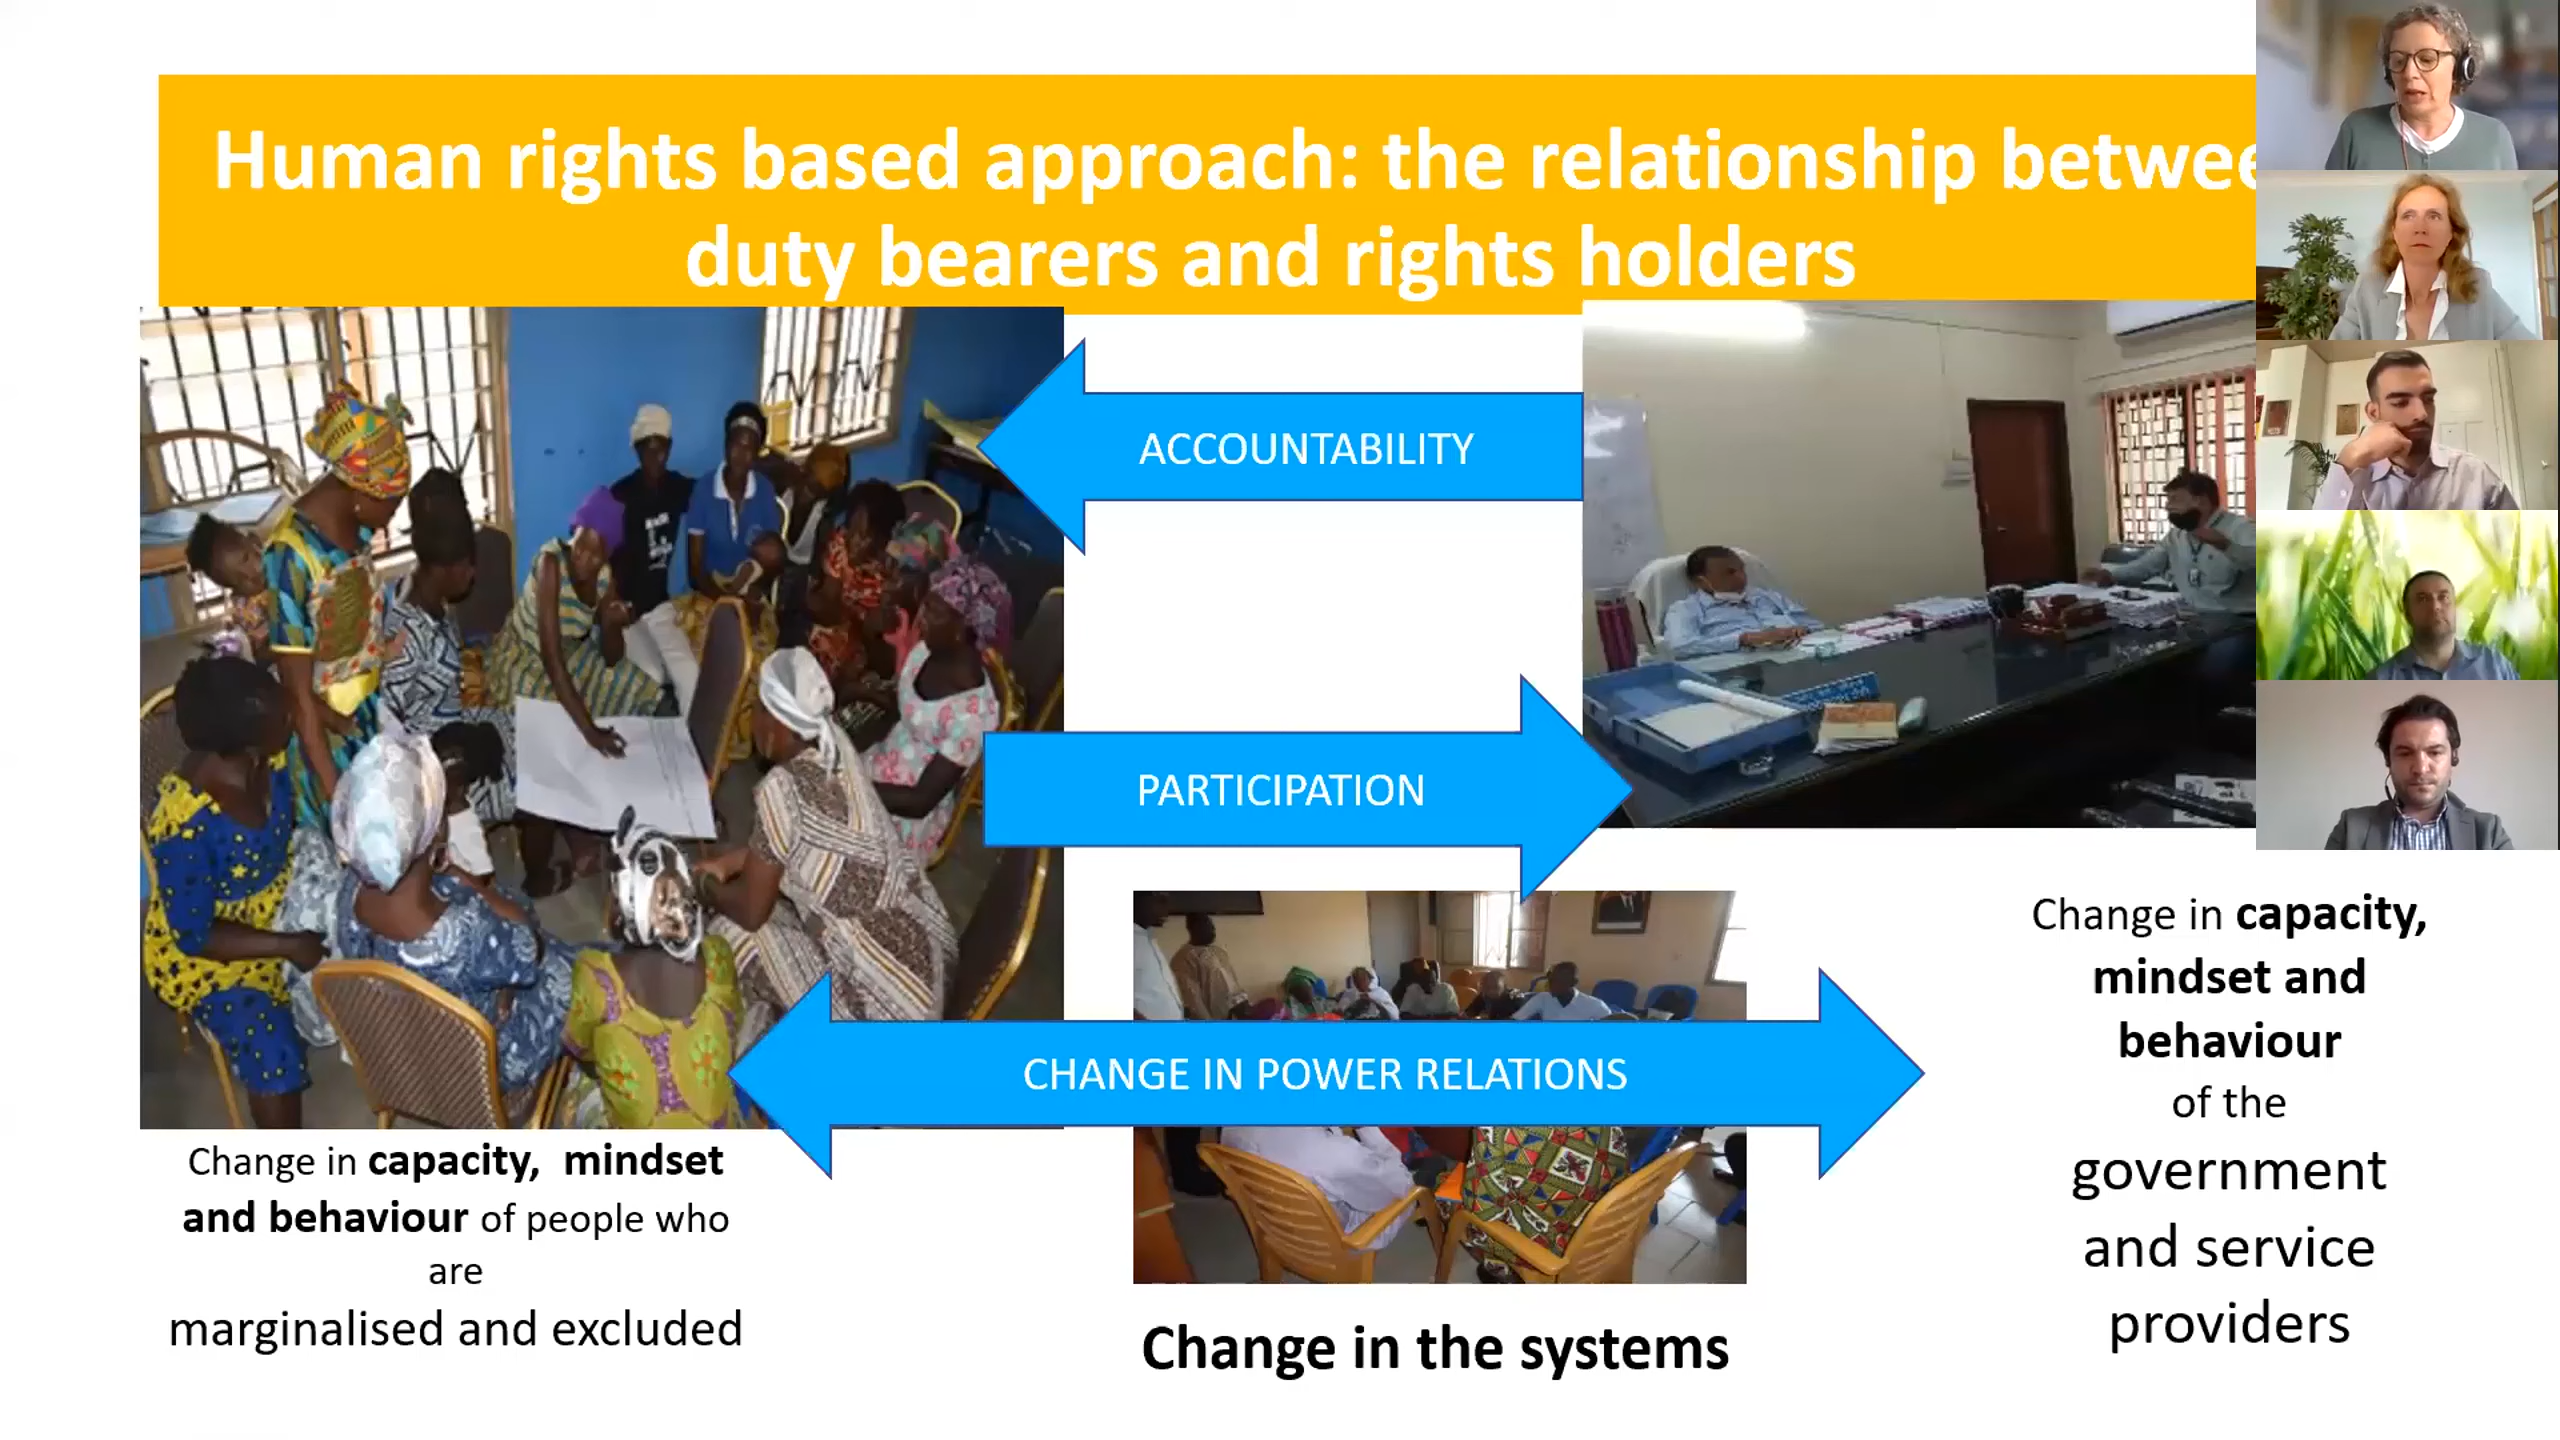 Human rights based approach: the relationship betwee
duty bearers and rights holders
ACCOUNTABILITY
PARTICIPATION
CHANGE IN POWER RELATIONS
Change in capacity, mindset
and behaviour of people who
are
marginalised and excluded
Change in the systems
Change in capacity,
mindset and
behaviour
of the
government
and service
providers